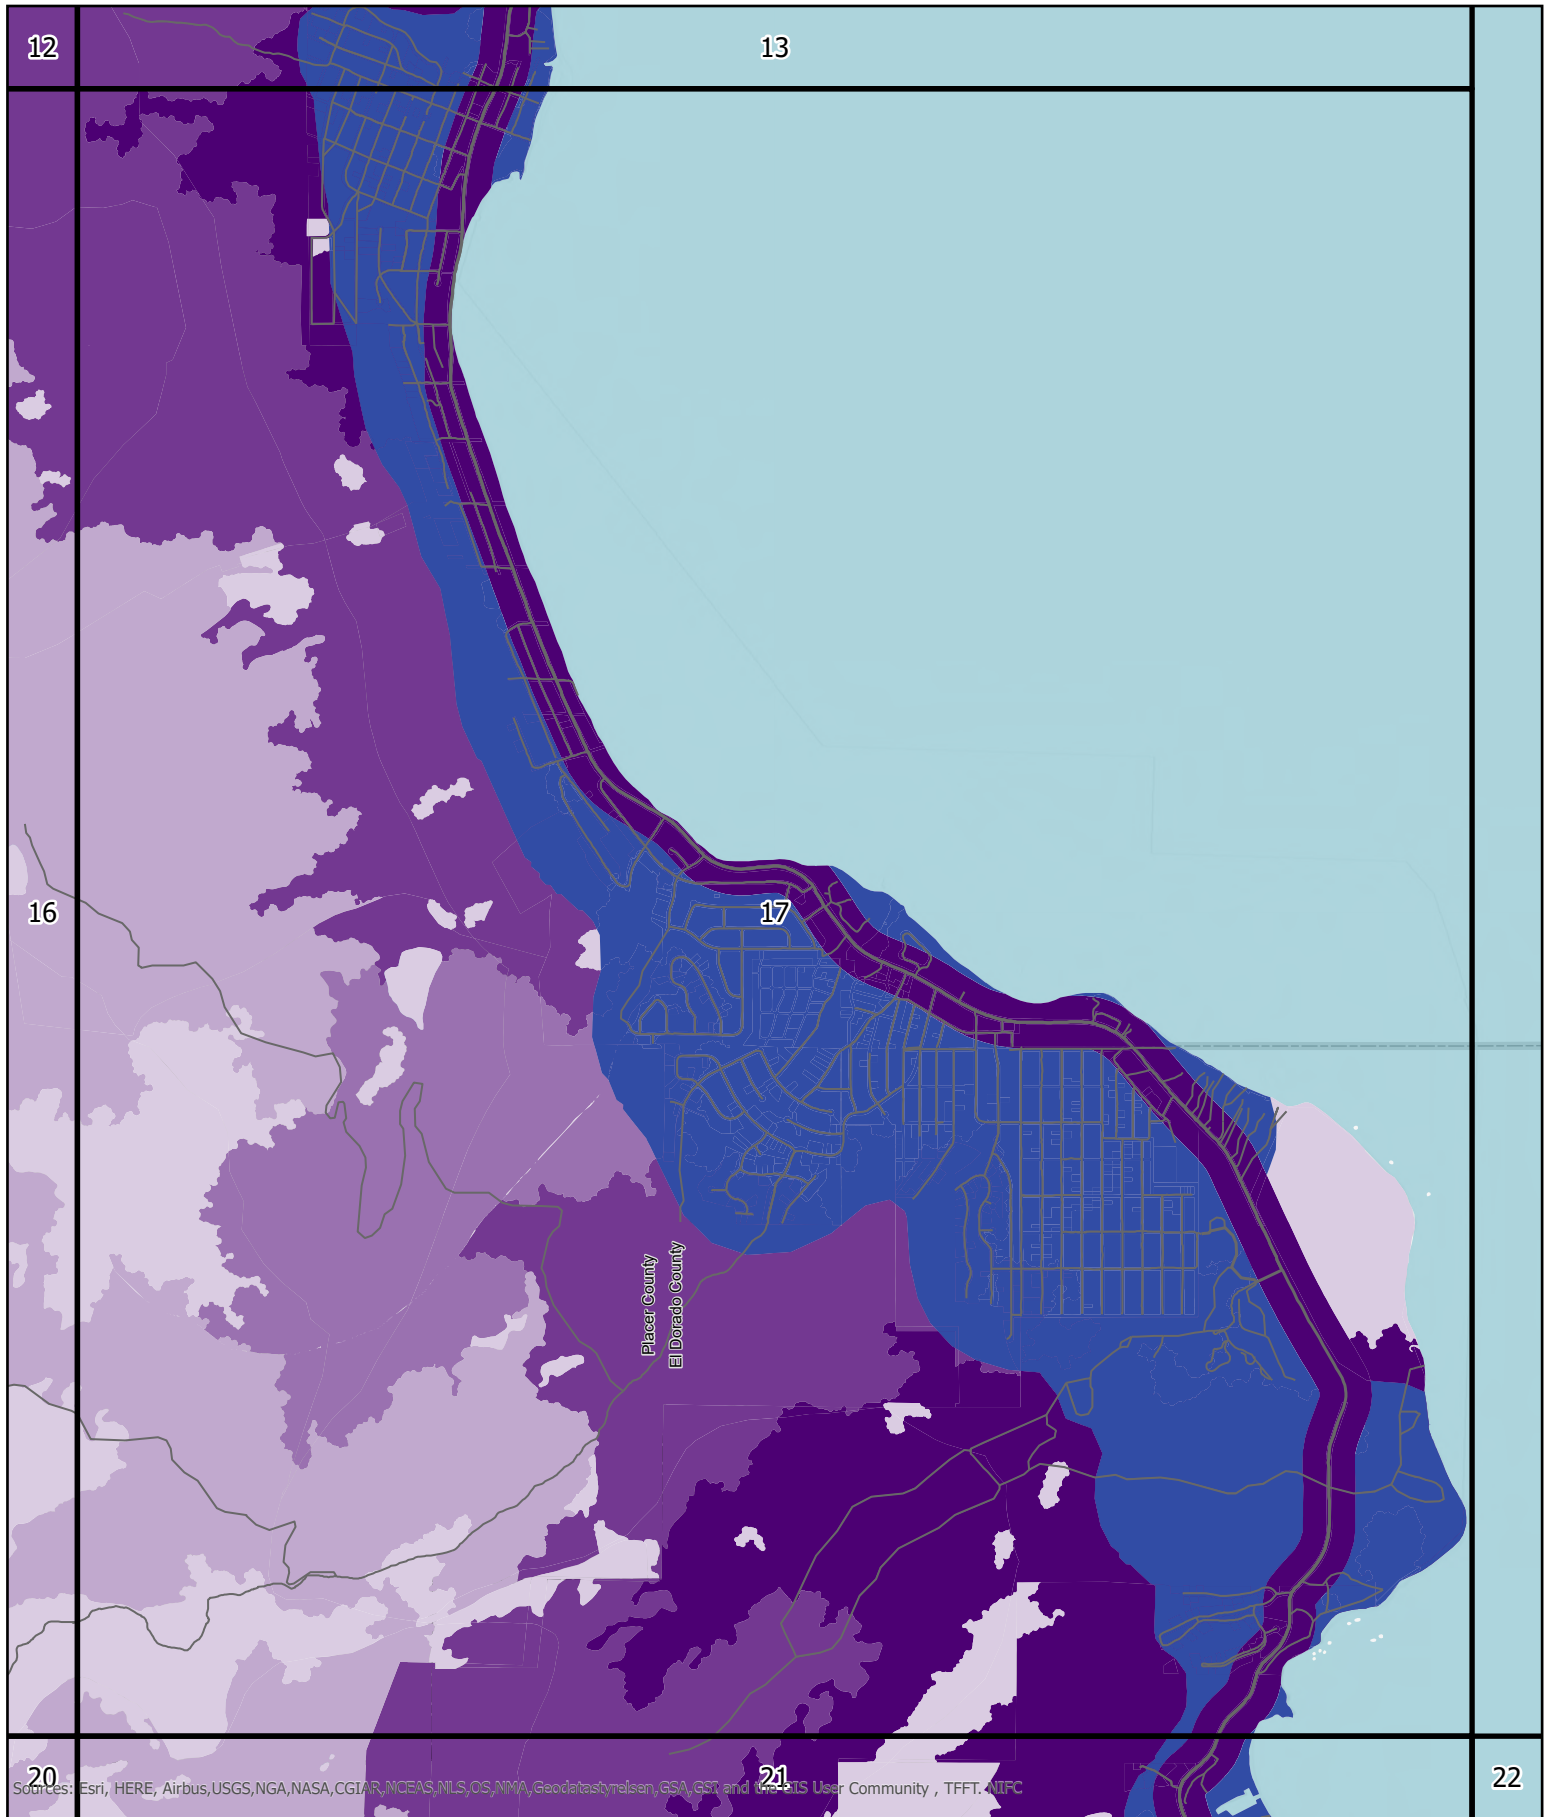 12
13
16
17
Placer County
El Dorado County
20
21
22
Sources: Esri, HERE, Airbus,USGS,NGA,NASA,CGIAR,NCEAS,NLS,OS,NMA,Geodatastyrelsen,GSA,GSI and the GIS User Community , TFFT. NIFC